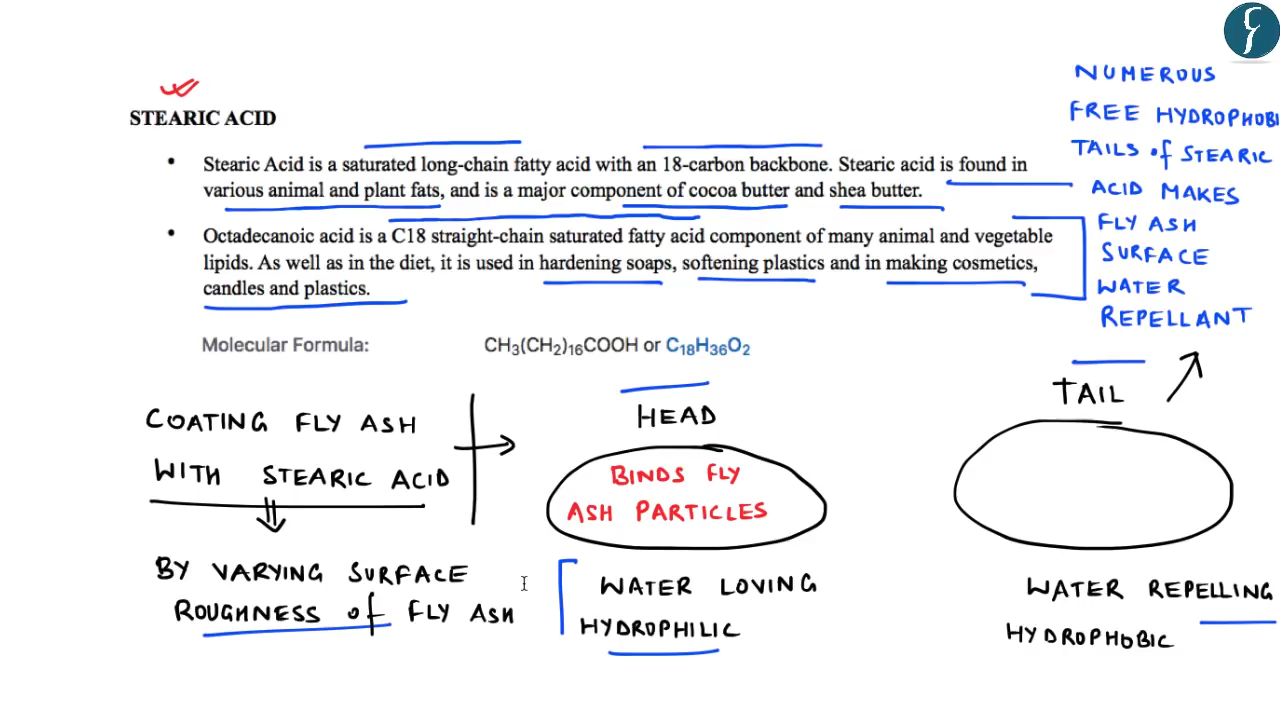 STEARIC ACID
• Stearic Acid is a saturated long-chain fatty acid with an 18-carbon backbone. Stearic acid is found in
various animal and plant fats, and is a major component of cocoa butter and shea butter.
• Octadecanoic acid is a C18 straight-chain saturated fatty acid component of many animal and vegetable
lipids. As well as in the diet, it is used in hardening soaps, softening plastics and in making cosmetics,
candles and plastics.
Molecular Formula: CH3(CH2)16COOH or C18H36O2
NUMEROUS
FREE HYDROPHOBI
TAILS of STEARIC
ACID MAKES
FLY ASH
SURFACE
WATER
REPELLANT
COATING FLY ASH
WITH STEARIC ACID
BY VARYING SURFACE
ROUGHNESS of FLY ASH
HEAD
BINDS FLY
ASH PARTICLES
WATER LOVING
HYDROPHILIC
TAIL
WATER REPELLING
HYDROPHOBIC